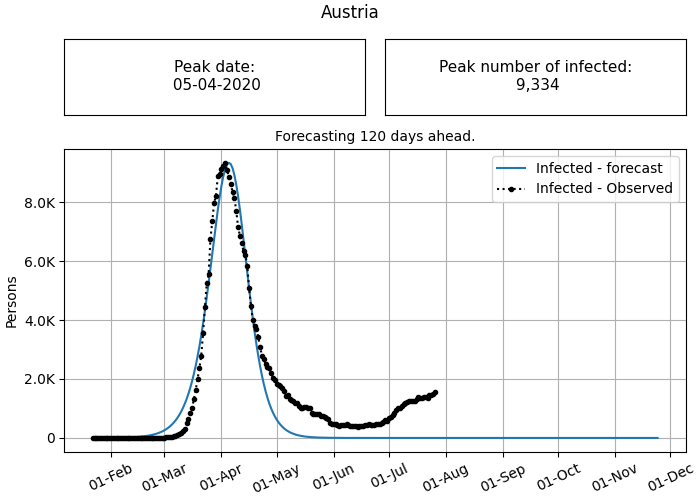 Austria
Peak date:
05-04-2020
Peak number of infected:
9,334
Forecasting 120 days ahead.
Infected - forecast
Infected - Observed
Persons
8.0K
6.0K
4.0K
2.0K
0
01-Feb
01-Mar
01-Apr
01-May
01-Jun
01-Jul
01-Aug
01-Sep
01-Oct
01-Nov
01-Dec